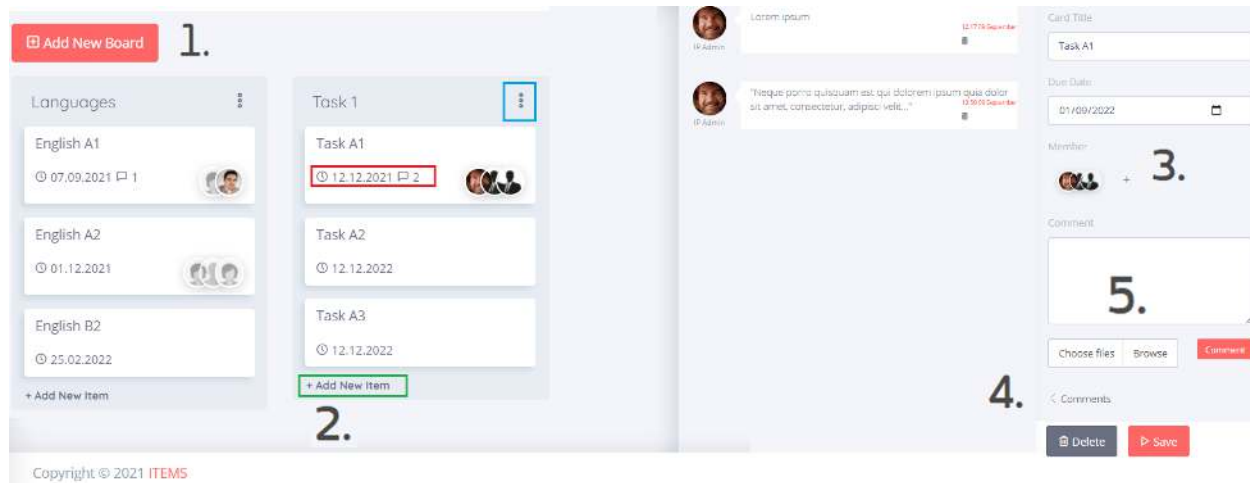 Add New Board
1.
Languages
English A1
07.09.2021 1
English A2
01.12.2021
English B2
25.02.2022
+ Add New Item
Task 1
Task A1
12.12.2021 2
Task A2
12.12.2022
Task A3
12.12.2022
+ Add New Item
2.
Copyright © 2021 ITEMS
Lorem ipsum
IP Admin
"Neque porro quisquam est qui dolorem ipsum quia dolor
sit amet, consectetur, adipisci velit..."
IP Admin
4.
Card Title
Task A1
Due Date
01/09/2022
Member
+
3.
Comment
5.
Choose files Browse
Comment
< Comments
Delete
Save